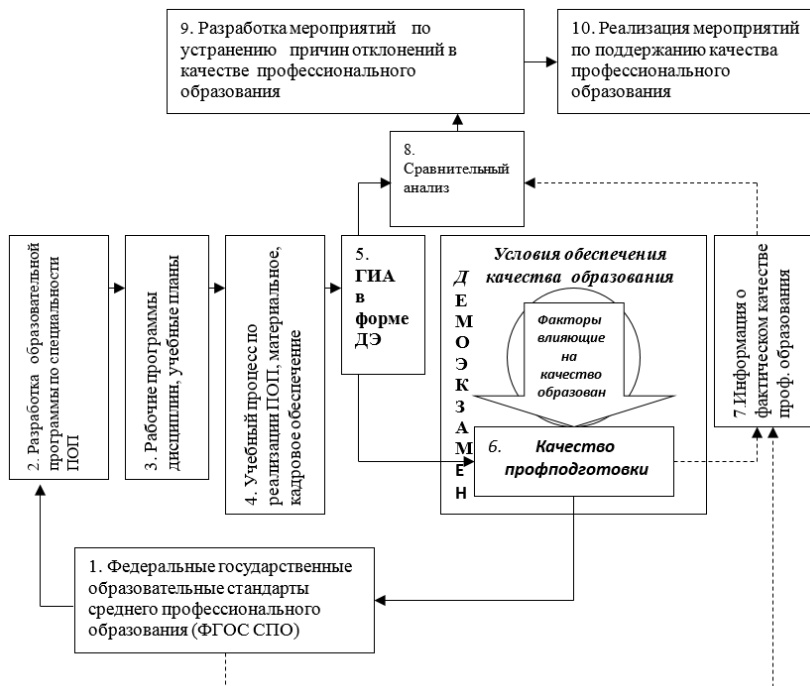 9. Разработка мероприятий по
устранению причин отклонений в
качестве профессионального
образования
10. Реализация мероприятий
по поддержанию качества
профессионального
образования
8.
Сравнительный
анализ
2. Разработка образовательной
программы по специальности
ПОП
3. Рабочие программы
дисциплин, учебные планы
4. Учебный процесс по
реализации ПОП, материальное,
кадровое обеспечение
5.
ГИА
в
форме
ДЭ
ДЕМОЭКЗАМЕН
Условия обеспечения
качества образования
Факторы
влияющие
на
качество
образован
6. Качество
профподготовки
7.Информация о
фактическом качестве
проф. образования
1. Федеральные государственные
образовательные стандарты
среднего профессионального
образования (ФГОС СПО)